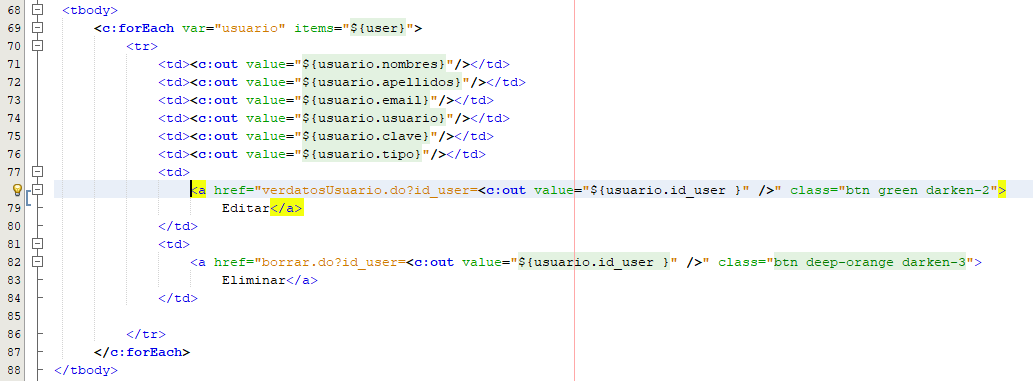 68 <tbody>
69 <c:forEach var="usuario" items="${user}">
70 <tr>
71 <td><c:out value="${usuario.nombres}"/></td>
72 <td><c:out value="${usuario.apellidos}"/></td>
73 <td><c:out value="${usuario.email}"/></td>
74 <td><c:out value="${usuario.usuario}"/></td>
75 <td><c:out value="${usuario.clave}"/></td>
76 <td><c:out value="${usuario.tipo}"/></td>
77 <td>
<a href="verdatosUsuario.do?id_user=<c:out value="${usuario.id_user }" />" class="btn green darken-2">
79 Editar</a>
80 </td>
81 <td>
82 <a href="borrar.do?id_user=<c:out value="${usuario.id_user }" />" class="btn deep-orange darken-3">
83 Eliminar</a>
84 </td>
85
86 </tr>
87 </c:forEach>
88 </tbody>